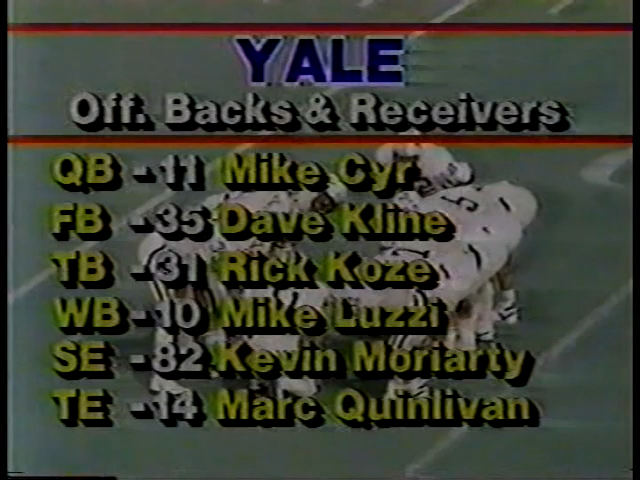 YALE
Off. Backs & Receivers
QB -11 Mike Cyr
FB -35 Dave Kline
TB -31 Rick Koze
WB -10 Mike Luzzi
SE -82 Kevin Moriarty
TE -14 Marc Quinlivan